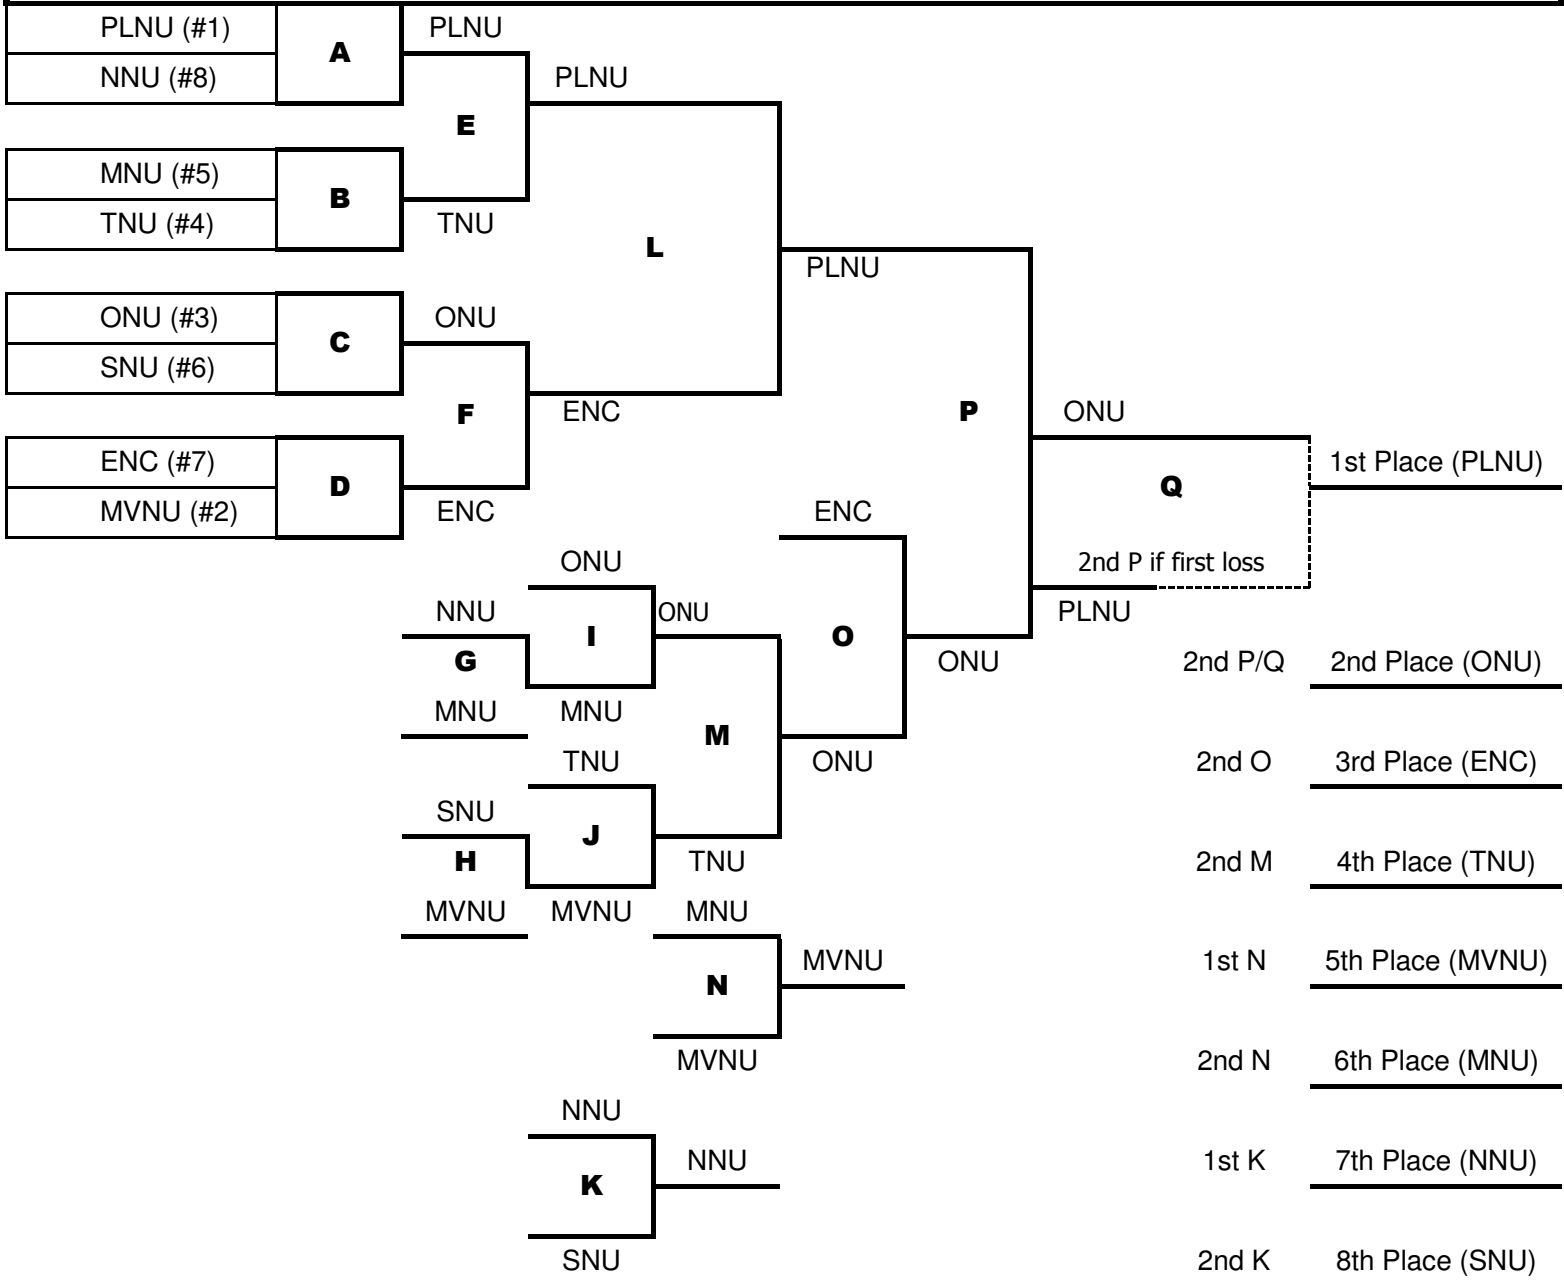 PLNU (#1)
A
PLNU
NNU (#8)
PLNU
E
MNU (#5)
B
TNU (#4)
TNU
L
PLNU
ONU (#3)
C
ONU
SNU (#6)
F
ENC
P
ONU
ENC (#7)
D
1st Place (PLNU)
Q
MVNU (#2)
ENC
ENC
ONU
2nd P if first loss
NNU
I
ONU
O
PLNU
G
ONU
2nd P/Q
2nd Place (ONU)
MNU
MNU
M
TNU
ONU
2nd O
3rd Place (ENC)
SNU
J
H
TNU
2nd M
4th Place (TNU)
MVNU
MVNU
MNU
MVNU
1st N
5th Place (MVNU)
N
MVNU
2nd N
6th Place (MNU)
NNU
NNU
1st K
7th Place (NNU)
K
SNU
2nd K
8th Place (SNU)